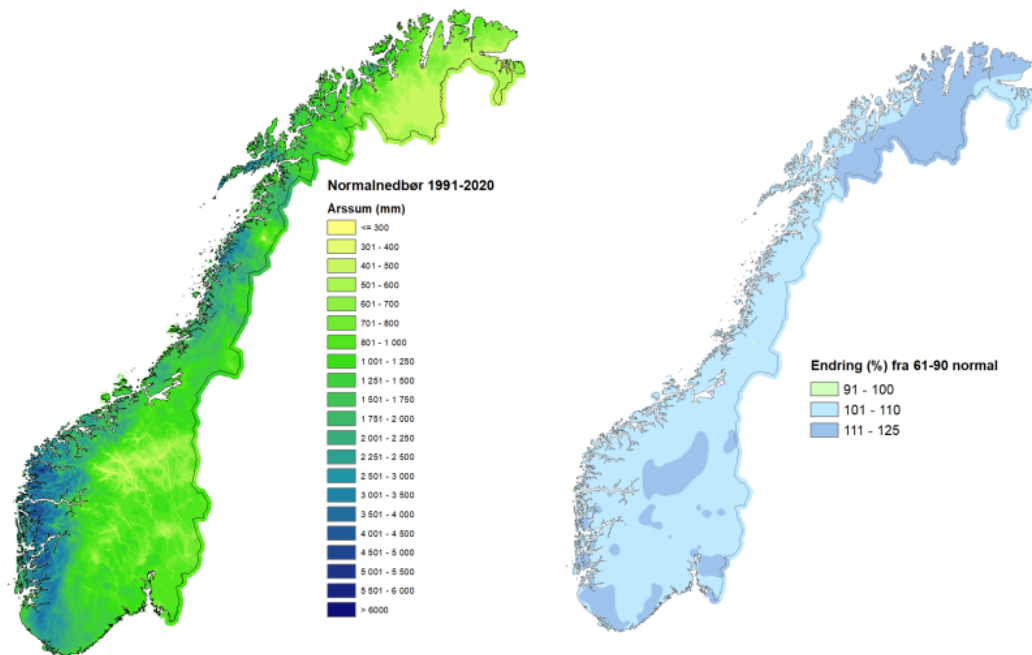 Normalnedbør 1991-2020
Årssum (mm)
<= 300
301 - 400
401 - 500
501 - 600
601 - 700
701 - 800
801 - 1 000
1 001 - 1 250
1 251 - 1 500
1 501 - 1 750
1 751 - 2 000
2 001 - 2 250
2 251 - 2 500
2 501 - 3 000
3 001 - 3 500
3 501 - 4 000
4 001 - 4 500
4 501 - 5 000
5 001 - 5 500
5 501 - 6 000
> 6000
Endring (%) fra 61-90 normal
91 - 100
101 - 110
111 - 125